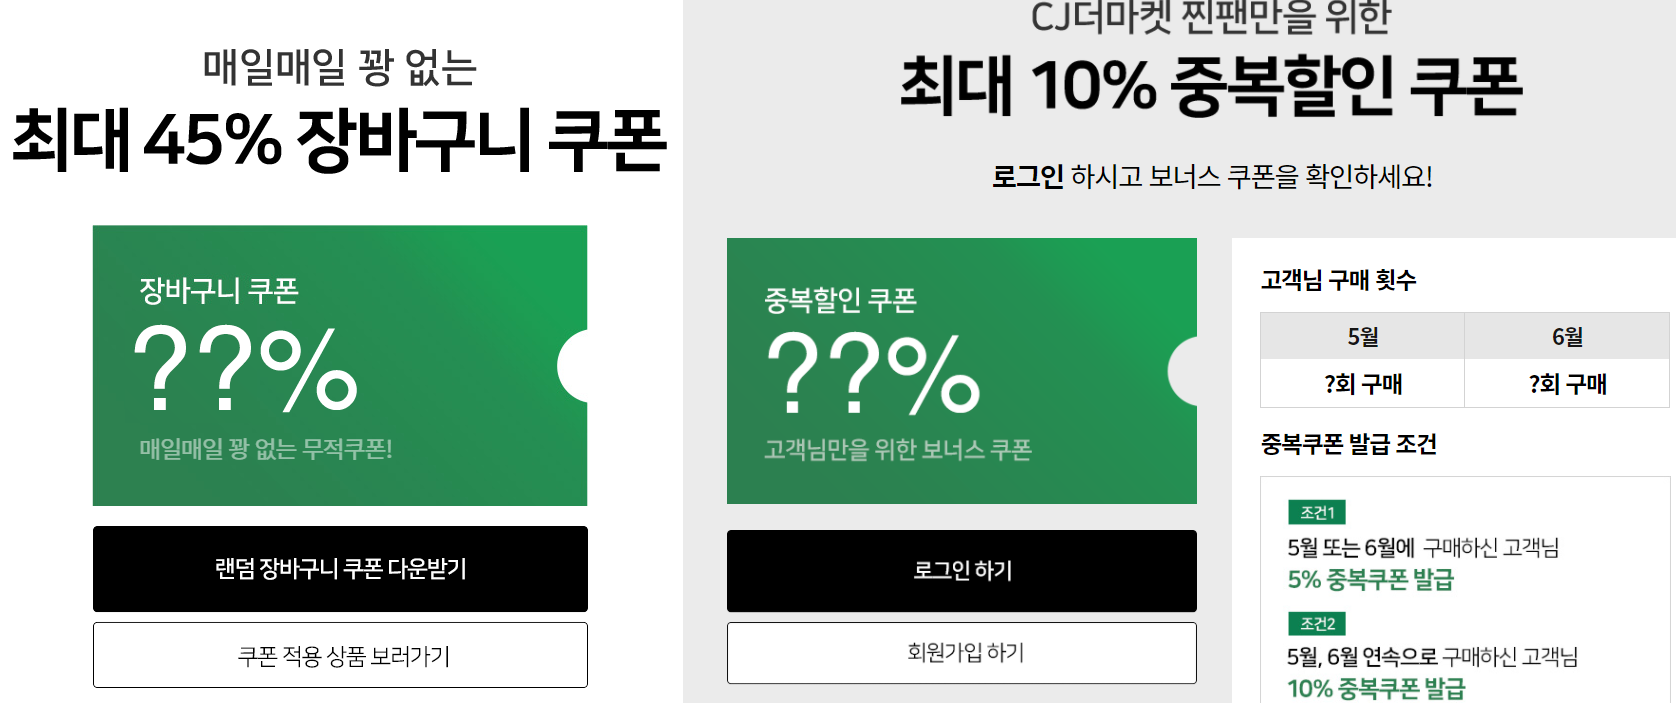 매일매일 꽝 없는
최대 45% 장바구니 쿠폰
장바구니 쿠폰
??%
매일매일 꽝 없는 무적쿠폰!
랜덤 장바구니 쿠폰 다운받기
쿠폰 적용 상품 보러가기
CJ더마켓 찐팬만을 위한
최대 10% 중복할인 쿠폰
로그인 하시고 보너스 쿠폰을 확인하세요!
중복할인 쿠폰
??%
고객님만을 위한 보너스 쿠폰
로그인 하기
회원가입 하기
고객님 구매 횟수
5월 6월
?회 구매 ?회 구매
중복쿠폰 발급 조건
조건1
5월 또는 6월에 구매하신 고객님
5% 중복쿠폰 발급
조건2
5월, 6월 연속으로 구매하신 고객님
10% 중복쿠폰 발급